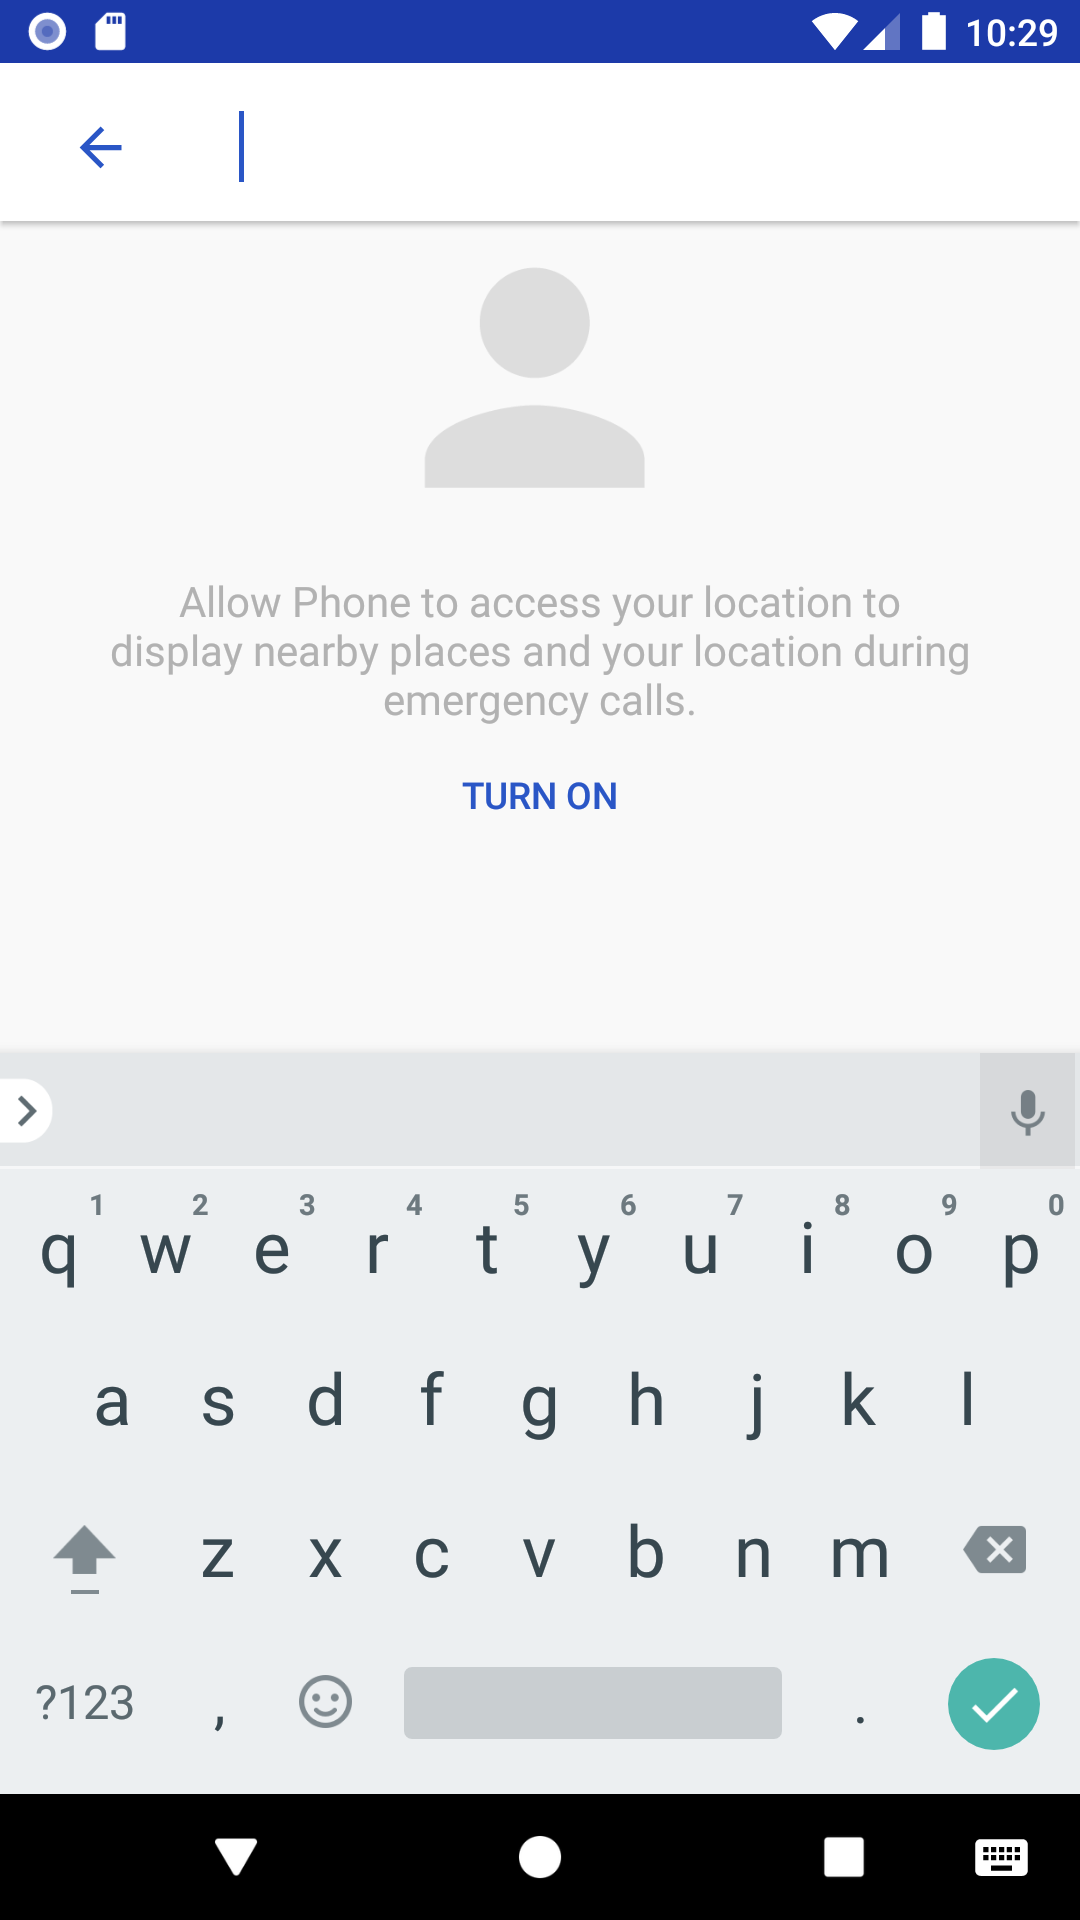 10:29
Allow Phone to access your location to
display nearby places and your location during
emergency calls.
TURN ON
1 2 3 4 5 6 7 8 9 0
q w e r t y u i o p
a s d f g h j k l
z x c v b n m
?123 , .